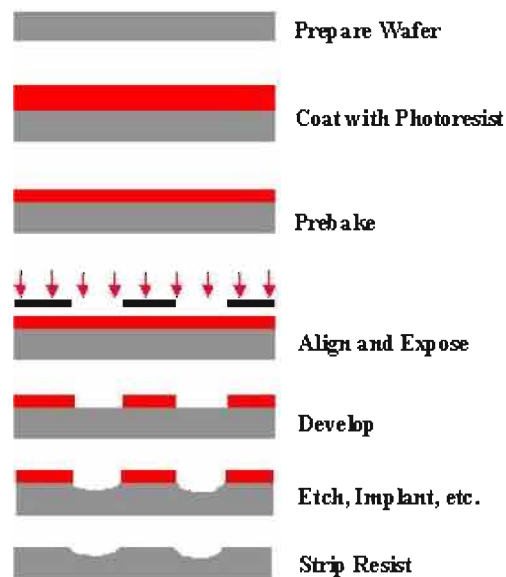 Prepare Wafer
Coat with Photoresist
Prebake
Align and Expose
Develop
Etch, Implant, etc.
Strip Resist